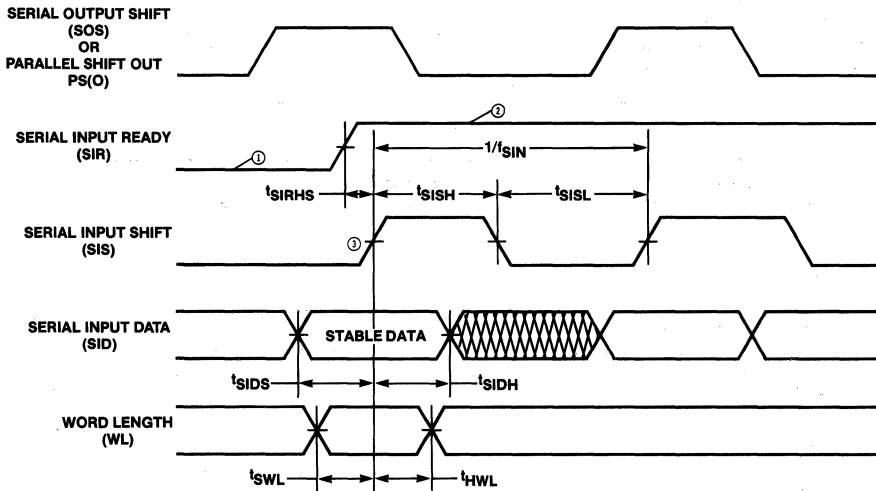 SERIAL OUTPUT SHIFT
(SOS)
OR
PARALLEL SHIFT OUT
PS(O)
SERIAL INPUT READY
(SIR)
①
②
1/fSIN
tSIRHS
tSISH
tSISL
SERIAL INPUT SHIFT
(SIS)
③
SERIAL INPUT DATA
(SID)
STABLE DATA
tSIDS
tSIDH
WORD LENGTH
(WL)
tSWL
tHWL